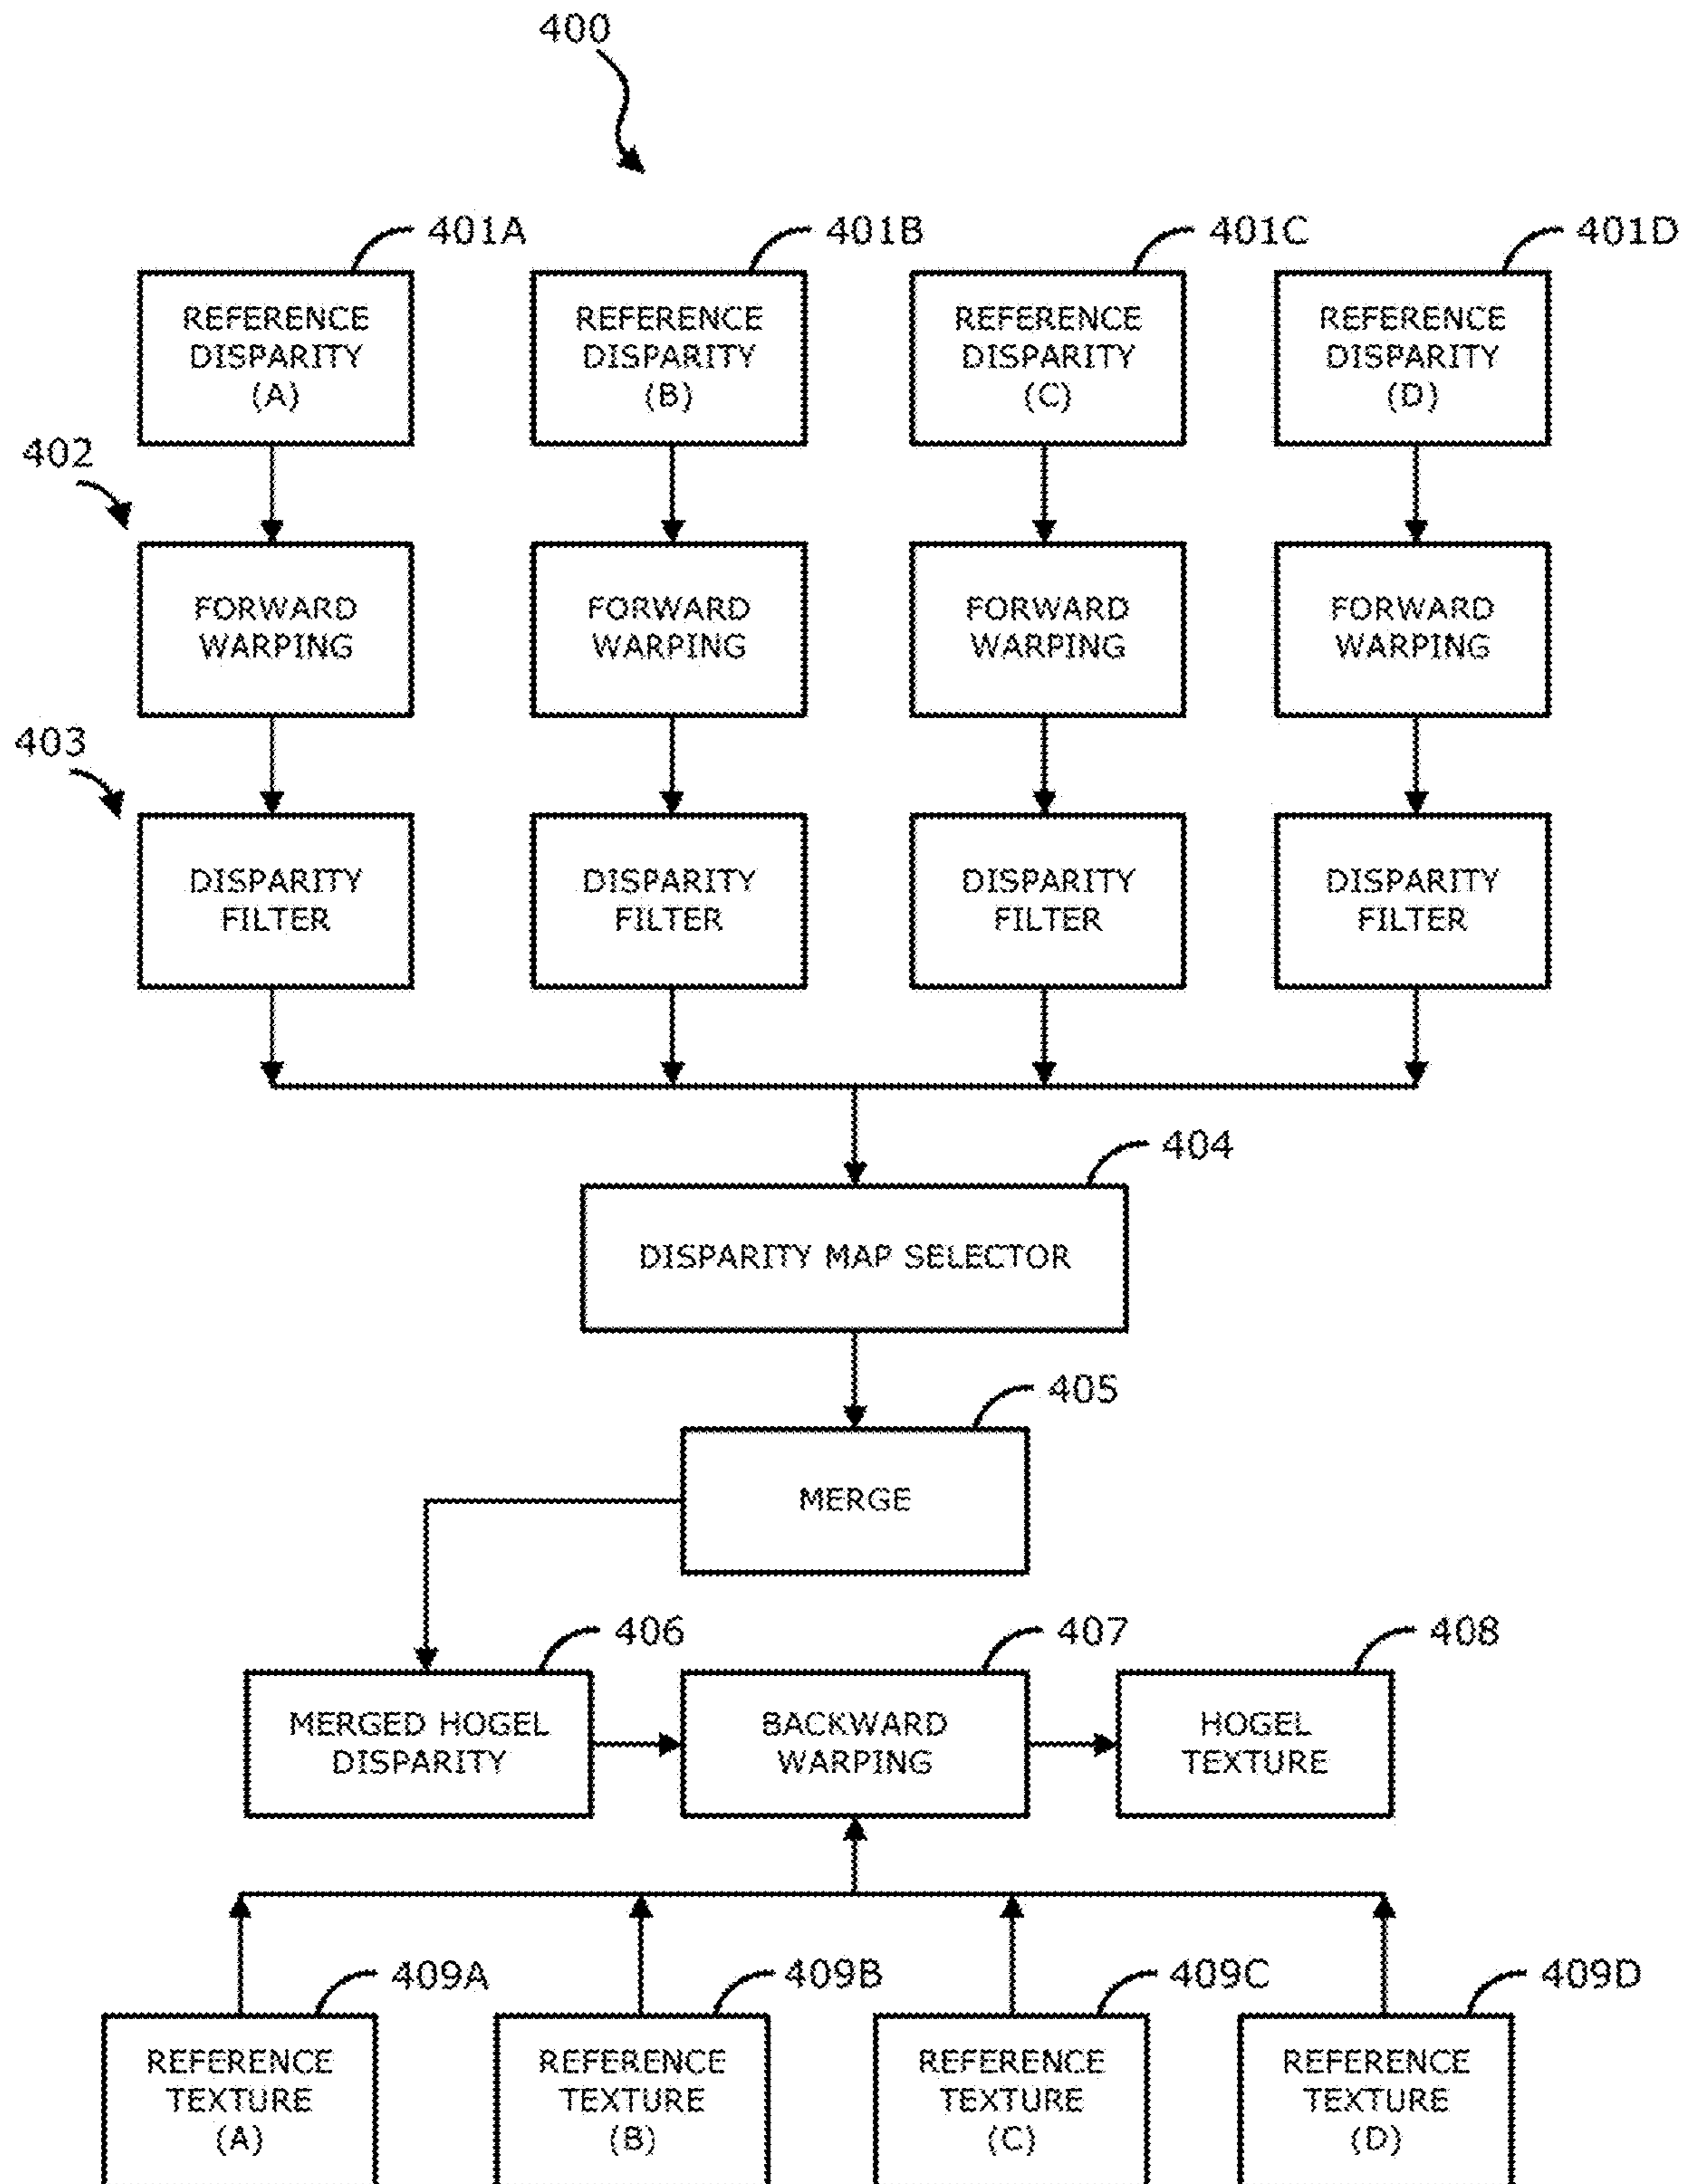 400
401A
401B
401C
401D
REFERENCE
DISPARITY
(A)
REFERENCE
DISPARITY
(B)
REFERENCE
DISPARITY
(C)
REFERENCE
DISPARITY
(D)
402
FORWARD
WARPING
FORWARD
WARPING
FORWARD
WARPING
FORWARD
WARPING
403
DISPARITY
FILTER
DISPARITY
FILTER
DISPARITY
FILTER
DISPARITY
FILTER
404
DISPARITY MAP SELECTOR
405
MERGE
406
407
408
MERGED HOGEL
DISPARITY
BACKWARD
WARPING
HOGEL
TEXTURE
409A
409B
409C
409D
REFERENCE
TEXTURE
(A)
REFERENCE
TEXTURE
(B)
REFERENCE
TEXTURE
(C)
REFERENCE
TEXTURE
(D)